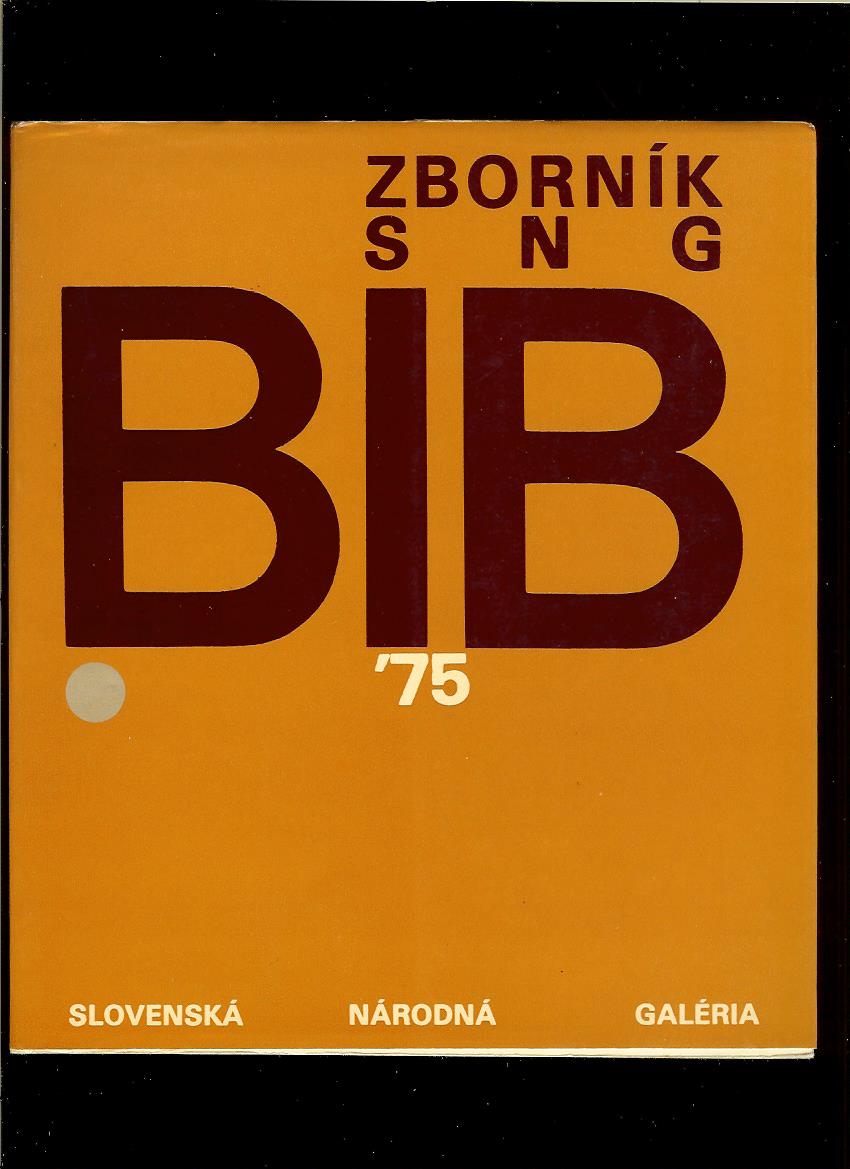 ZBORNÍK
S N G
BIB
'75
SLOVENSKÁ NÁRODNÁ GALÉRIA